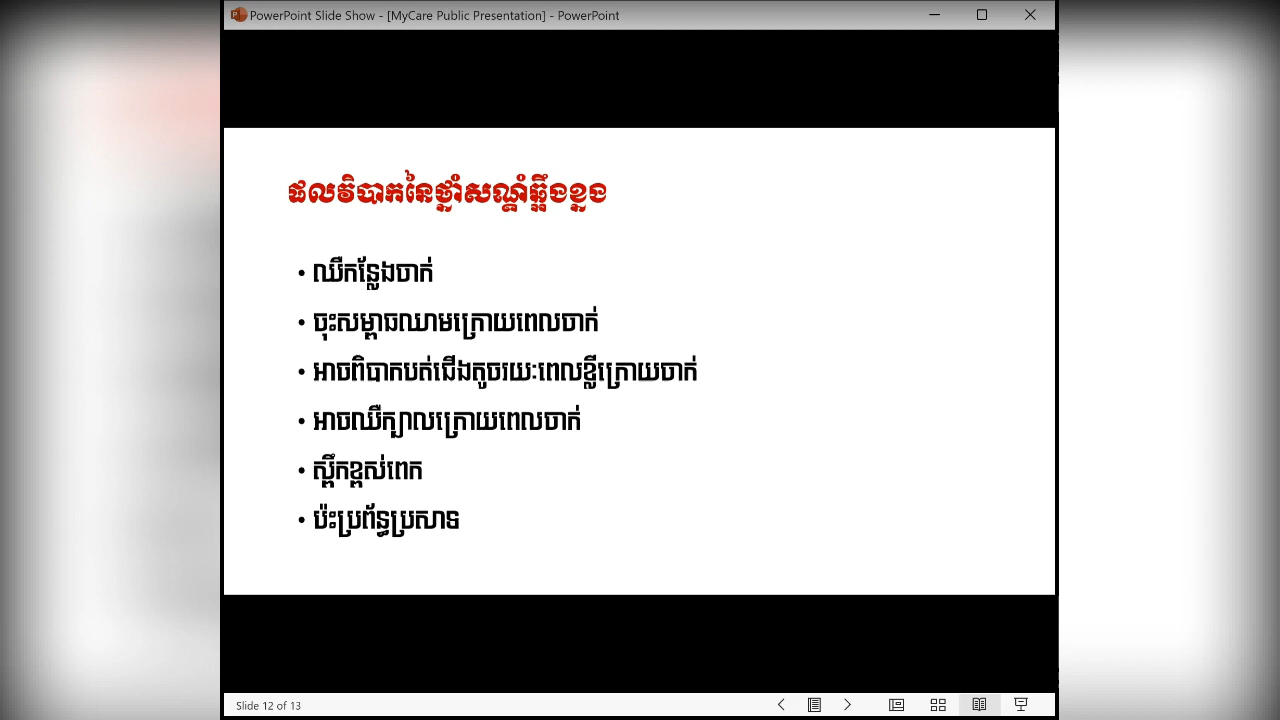 PowerPoint Slide Show - [MyCare Public Presentation] - PowerPoint
ផលវិបាកនៃថ្នាំសណ្ដំឆ្អឹងខ្នង
• ឈឺកន្លែងចាក់
• ចុះសម្ពាធឈាមក្រោយពេលចាក់
• អាចពិបាកបត់ជើងតូចរយៈពេលខ្លីក្រោយចាក់
• អាចឈឺក្បាលក្រោយពេលចាក់
• ស្ពឹកខ្ពស់ពេក
• ប៉ះប្រព័ន្ធប្រសាទ
Slide 12 of 13